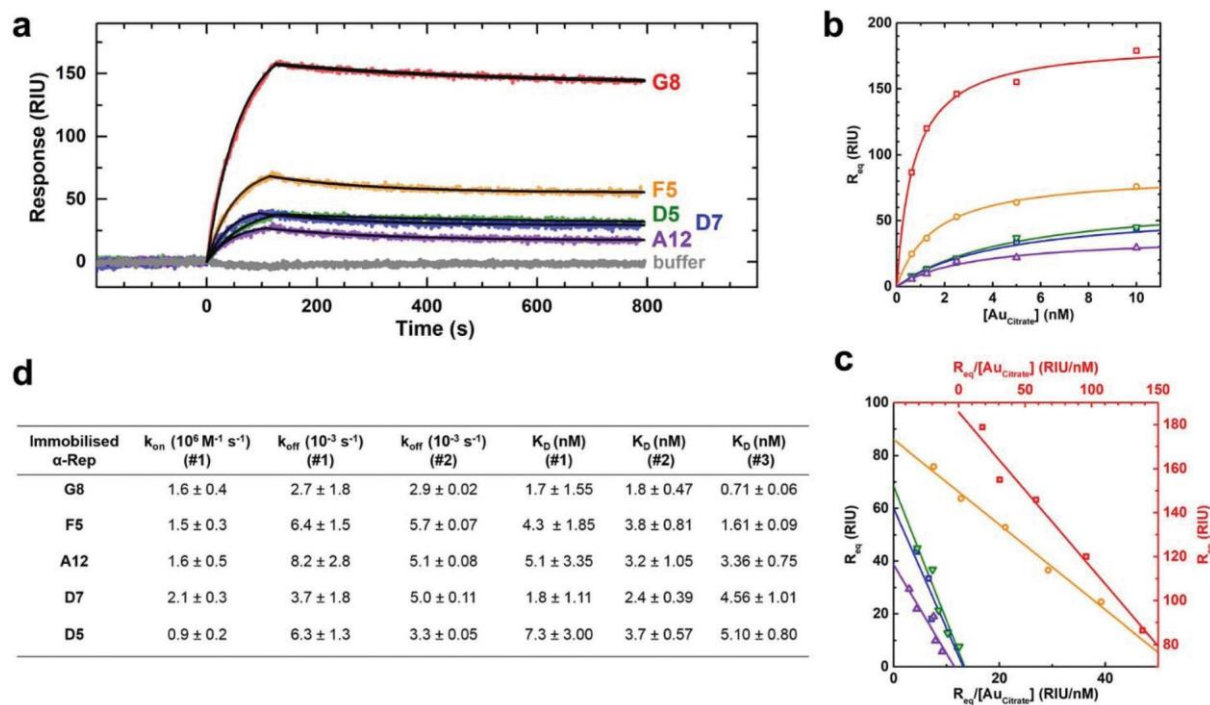 a
Response (RIU)
150
100
50
0
0
200
400
600
800
Time (s)
G8
F5
D5
D7
A12
buffer
b
R_eq (RIU)
200
150
100
50
0
0
2
4
6
8
10
[Au_Citrate] (nM)
d
Immobilised α-Rep k_on (10⁶ M⁻¹ s⁻¹) (#1) k_off (10⁻³ s⁻¹) (#1) k_off (10⁻³ s⁻¹) (#2) K_D (nM) (#1) K_D (nM) (#2) K_D (nM) (#3)
G8 1.6 ± 0.4 2.7 ± 1.8 2.9 ± 0.02 1.7 ± 1.55 1.8 ± 0.47 0.71 ± 0.06
F5 1.5 ± 0.3 6.4 ± 1.5 5.7 ± 0.07 4.3 ± 1.85 3.8 ± 0.81 1.61 ± 0.09
A12 1.6 ± 0.5 8.2 ± 2.8 5.1 ± 0.08 5.1 ± 3.35 3.2 ± 1.05 3.36 ± 0.75
D7 2.1 ± 0.3 3.7 ± 1.8 5.0 ± 0.11 1.8 ± 1.11 2.4 ± 0.39 4.56 ± 1.01
D5 0.9 ± 0.2 6.3 ± 1.3 3.3 ± 0.05 7.3 ± 3.00 3.7 ± 0.57 5.10 ± 0.80
c
R_eq/[Au_Citrate] (RIU/nM)
0
50
100
150
R_eq (RIU)
100
80
60
40
20
0
180
160
140
120
100
80
R_eq (RIU)
0
20
40
R_eq/[Au_Citrate] (RIU/nM)